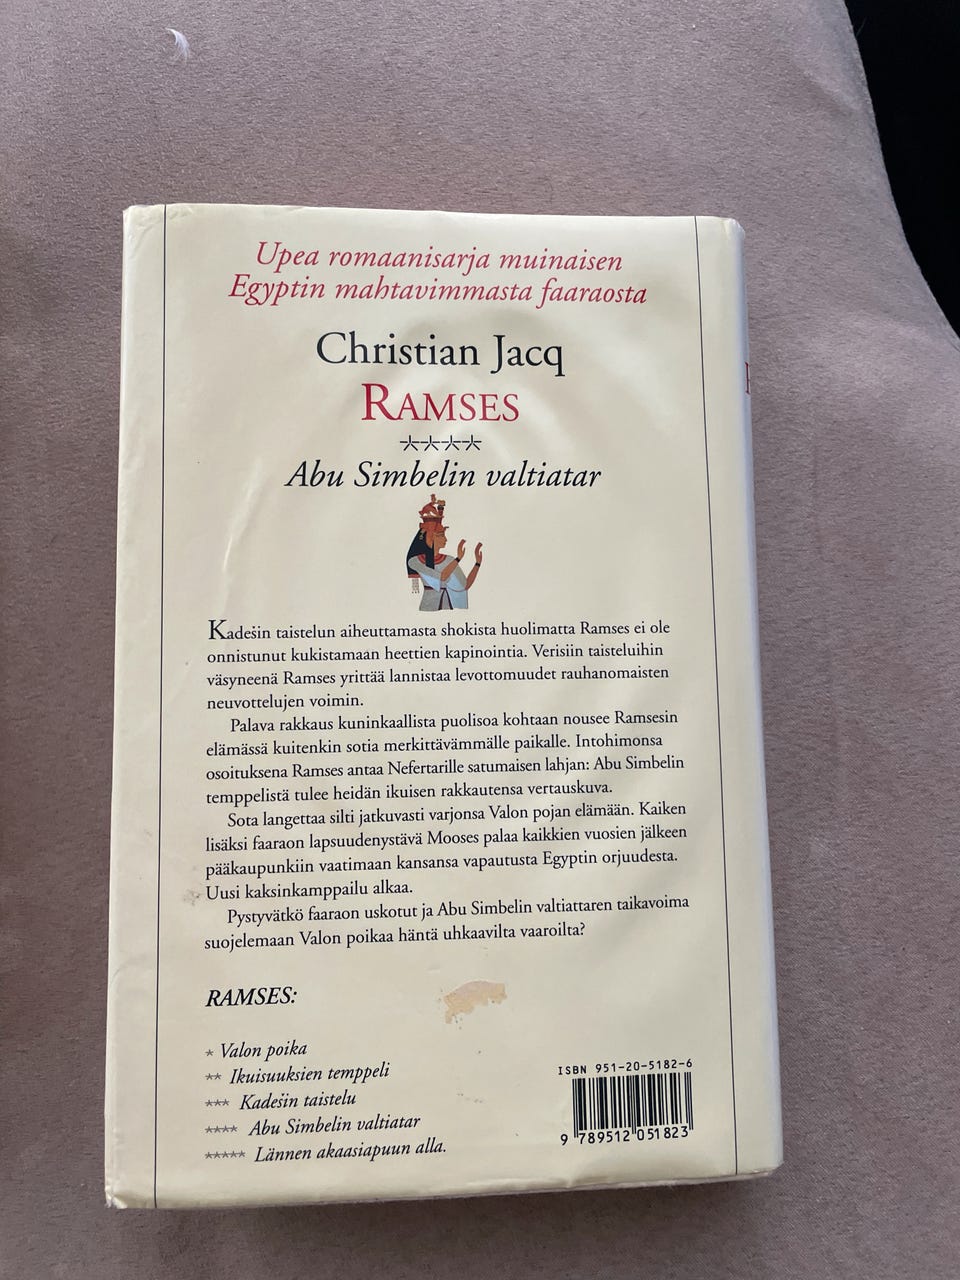 Upea romaanisarja muinaisen
Egyptin mahtavimmasta faaraosta
Christian Jacq
RAMSES
****
Abu Simbelin valtiatar
Kadešin taistelun aiheuttamasta shokista huolimatta Ramses ei ole
onnistunut kukistamaan heettien kapinointia. Verisiin taisteluihin
väsyneenä Ramses yrittää lannistaa levottomuudet rauhanomaisten
neuvottelujen voimin.
Palava rakkaus kuninkaallista puolisoa kohtaan nousee Ramsesin
elämässä kuitenkin sotia merkittävämmälle paikalle. Intohimonsa
osoituksena Ramses antaa Nefertarille satumaisen lahjan: Abu Simbelin
temppelistä tulee heidän ikuisen rakkautensa vertauskuva.
Sota langettaa silti jatkuvasti varjonsa Valon pojan elämään. Kaiken
lisäksi faaraon lapsuudenystävä Mooses palaa kaikkien vuosien jälkeen
pääkaupunkiin vaatimaan kansansa vapautusta Egyptin orjuudesta.
Uusi kaksinkamppailu alkaa.
Pystyvätkö faaraon uskotut ja Abu Simbelin valtiattaren taikavoima
suojelemaan Valon poikaa häntä uhkaavilta vaaroilta?
RAMSES:
* Valon poika
** Ikuisuuksien temppeli
*** Kadešin taistelu
**** Abu Simbelin valtiatar
***** Lännen akaasiapuun alla.
ISBN 951-20-5182-6
9 789512 051823